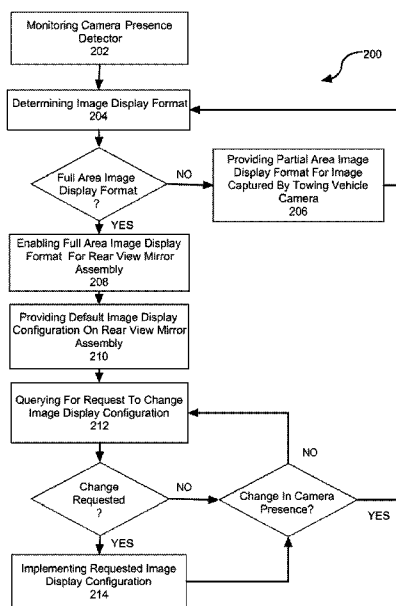 Monitoring Camera Presence
Detector
202
200
Determining Image Display Format
204
Full Area Image
Display Format
?
NO
YES
Providing Partial Area Image
Display Format For Image
Captured By Towing Vehicle
Camera
206
Enabling Full Area Image Display
Format For Rear View Mirror
Assembly
208
Providing Default Image Display
Configuration On Rear View Mirror
Assembly
210
Querying For Request To Change
Image Display Configuration
212
NO
Change
Requested
?
NO
YES
Change In Camera
Presence?
YES
Implementing Requested Image
Display Configuration
214